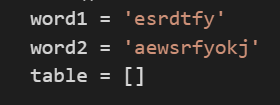 word1 = 'esrdtfy'
word2 = 'aewsrfyokj'
table = []